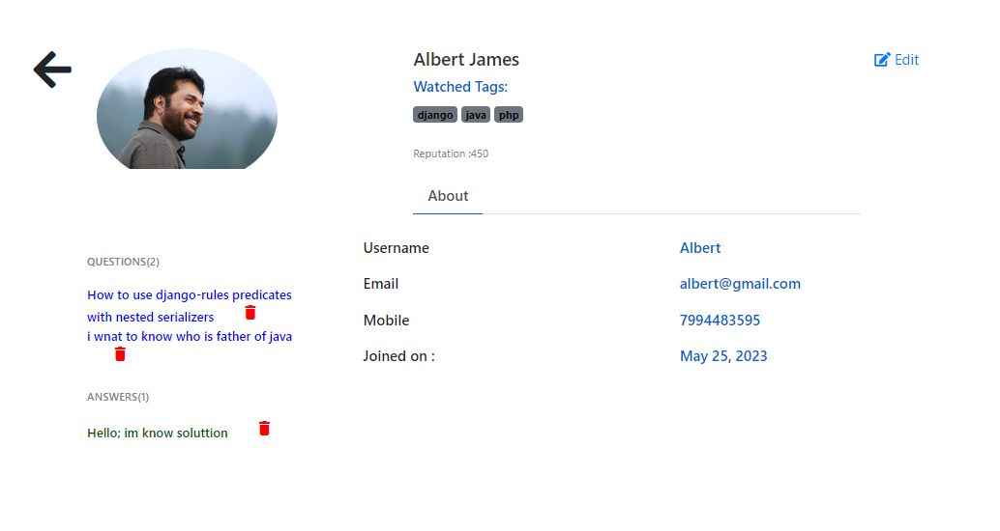 Albert James
Edit
Watched Tags:
django java php
Reputation :450
About
QUESTIONS(2)
How to use django-rules predicates
with nested serializers
i wnat to know who is father of java
ANSWERS(1)
Hello; im know soluttion
Username Albert
Email albert@gmail.com
Mobile 7994483595
Joined on : May 25, 2023